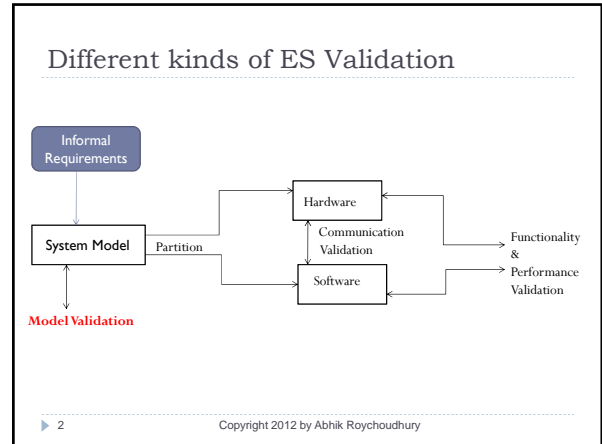 Different kinds of ES Validation
Informal
Requirements
Hardware
System Model
Partition
Communication
Validation
Functionality
&
Performance
Validation
Software
Model Validation
2
Copyright 2012 by Abhik Roychoudhury